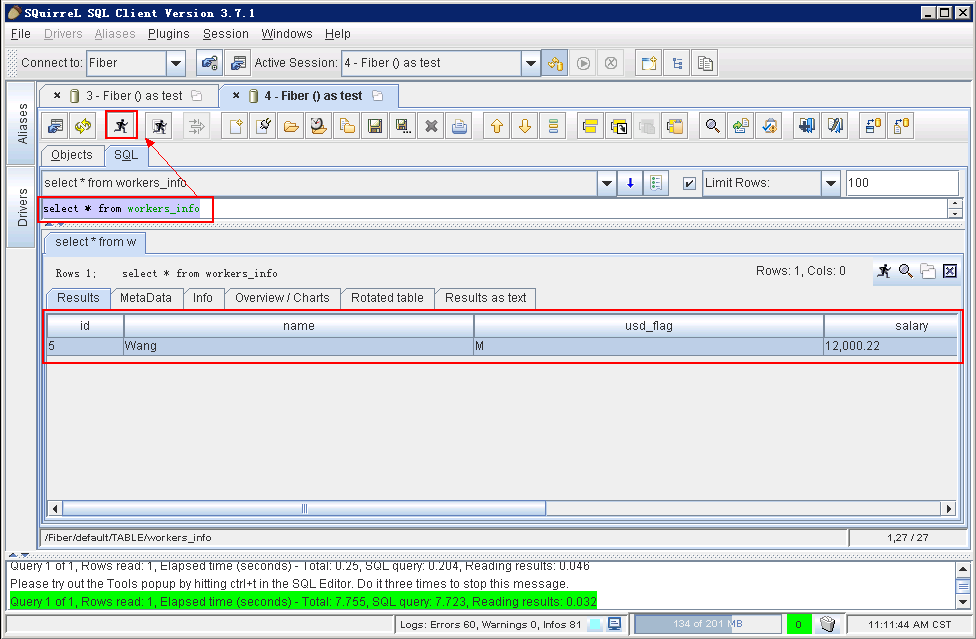 SQuirreL SQL Client Version 3.7.1
File Drivers Aliases Plugins Session Windows Help
Connect to: Fiber Active Session: 4 - Fiber () as test
Aliases
Drivers
3 - Fiber () as test 4 - Fiber () as test
Objects SQL
select * from workers_info Limit Rows: 100
select * from workers_info
select * from w
Rows 1; select * from workers_info Rows: 1, Cols: 0
Results MetaData Info Overview / Charts Rotated table Results as text
id name usd_flag salary
5 Wang M 12,000.22
/Fiber/default/TABLE/workers_info 1,27 / 27
Query 1 of 1, Rows read: 1, Elapsed time (seconds) - Total: 0.25, SQL query: 0.204, Reading results: 0.046
Please try out the Tools popup by hitting ctrl+t in the SQL Editor. Do it three times to stop this message.
Query 1 of 1, Rows read: 1, Elapsed time (seconds) - Total: 7.755, SQL query: 7.723, Reading results: 0.032
Logs: Errors 60, Warnings 0, Infos 81 134 of 201 MB 0 11:11:44 AM CST